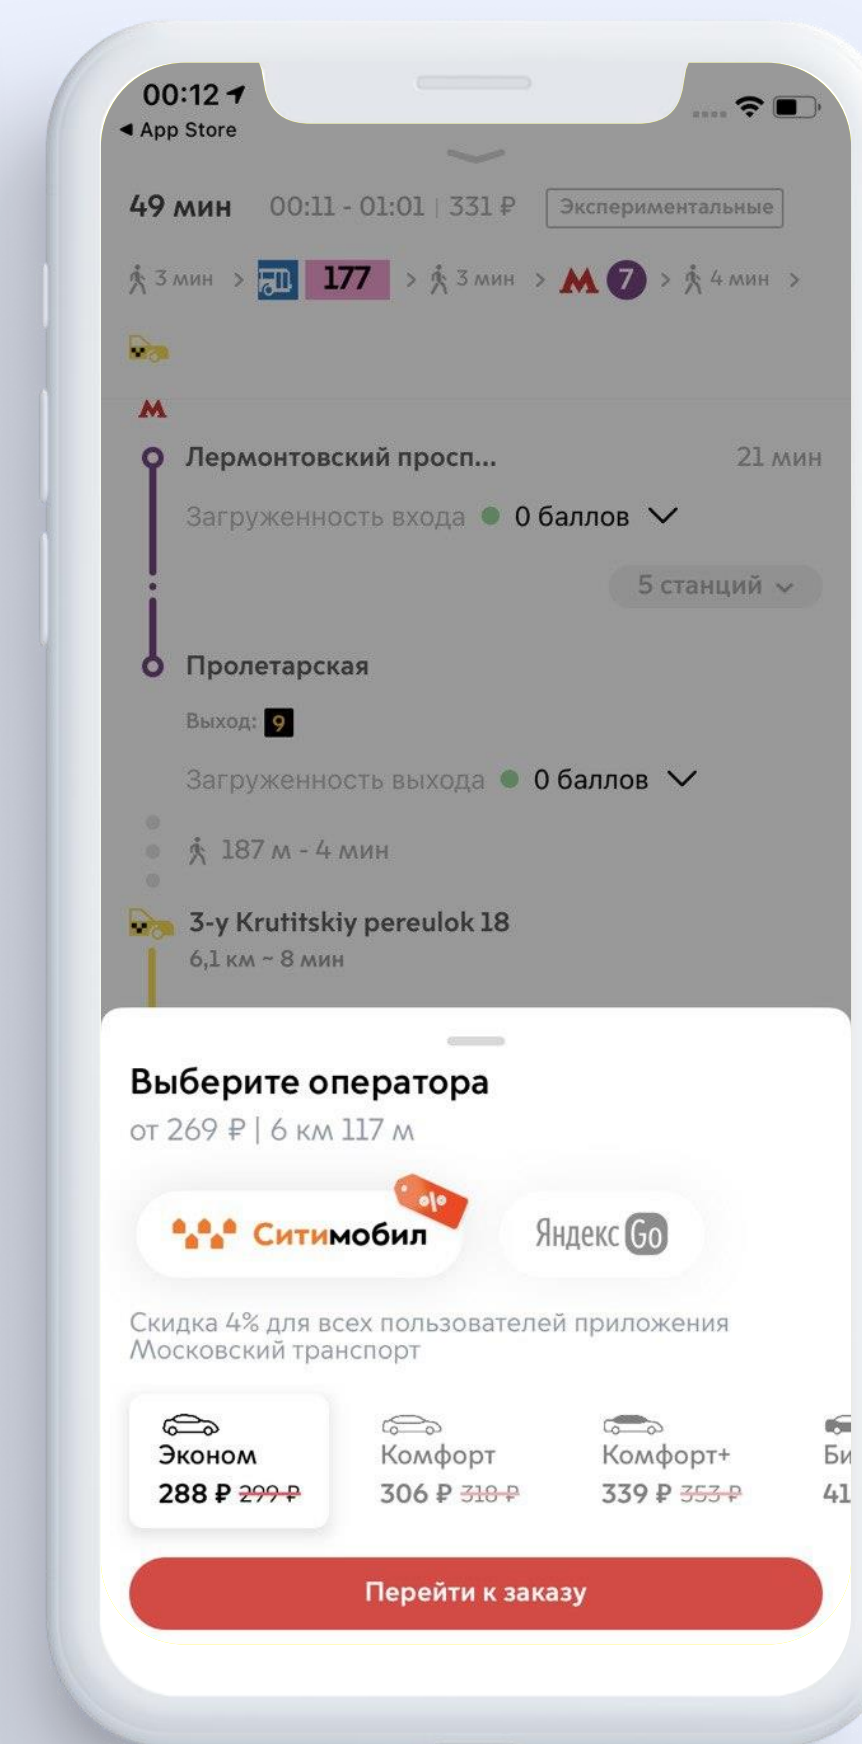 00:12
App Store
49 мин 00:11 - 01:01 | 331 ₽ Экспериментальные
3 мин > 177 > 3 мин > М 7 > 4 мин >
М
Лермонтовский просп... 21 мин
Загруженность входа 0 баллов
5 станций
Пролетарская
Выход: 9
Загруженность выхода 0 баллов
187 м - 4 мин
3-y Krutitskiy pereulok 18
6,1 км ~ 8 мин
Выберите оператора
от 269 ₽ | 6 км 117 м
%
Ситимобил Яндекс Go
Скидка 4% для всех пользователей приложения
Московский транспорт
Эконом Комфорт Комфорт+ Би
288 ₽ 299 ₽ 306 ₽ 318 ₽ 339 ₽ 353 ₽ 41
Перейти к заказу